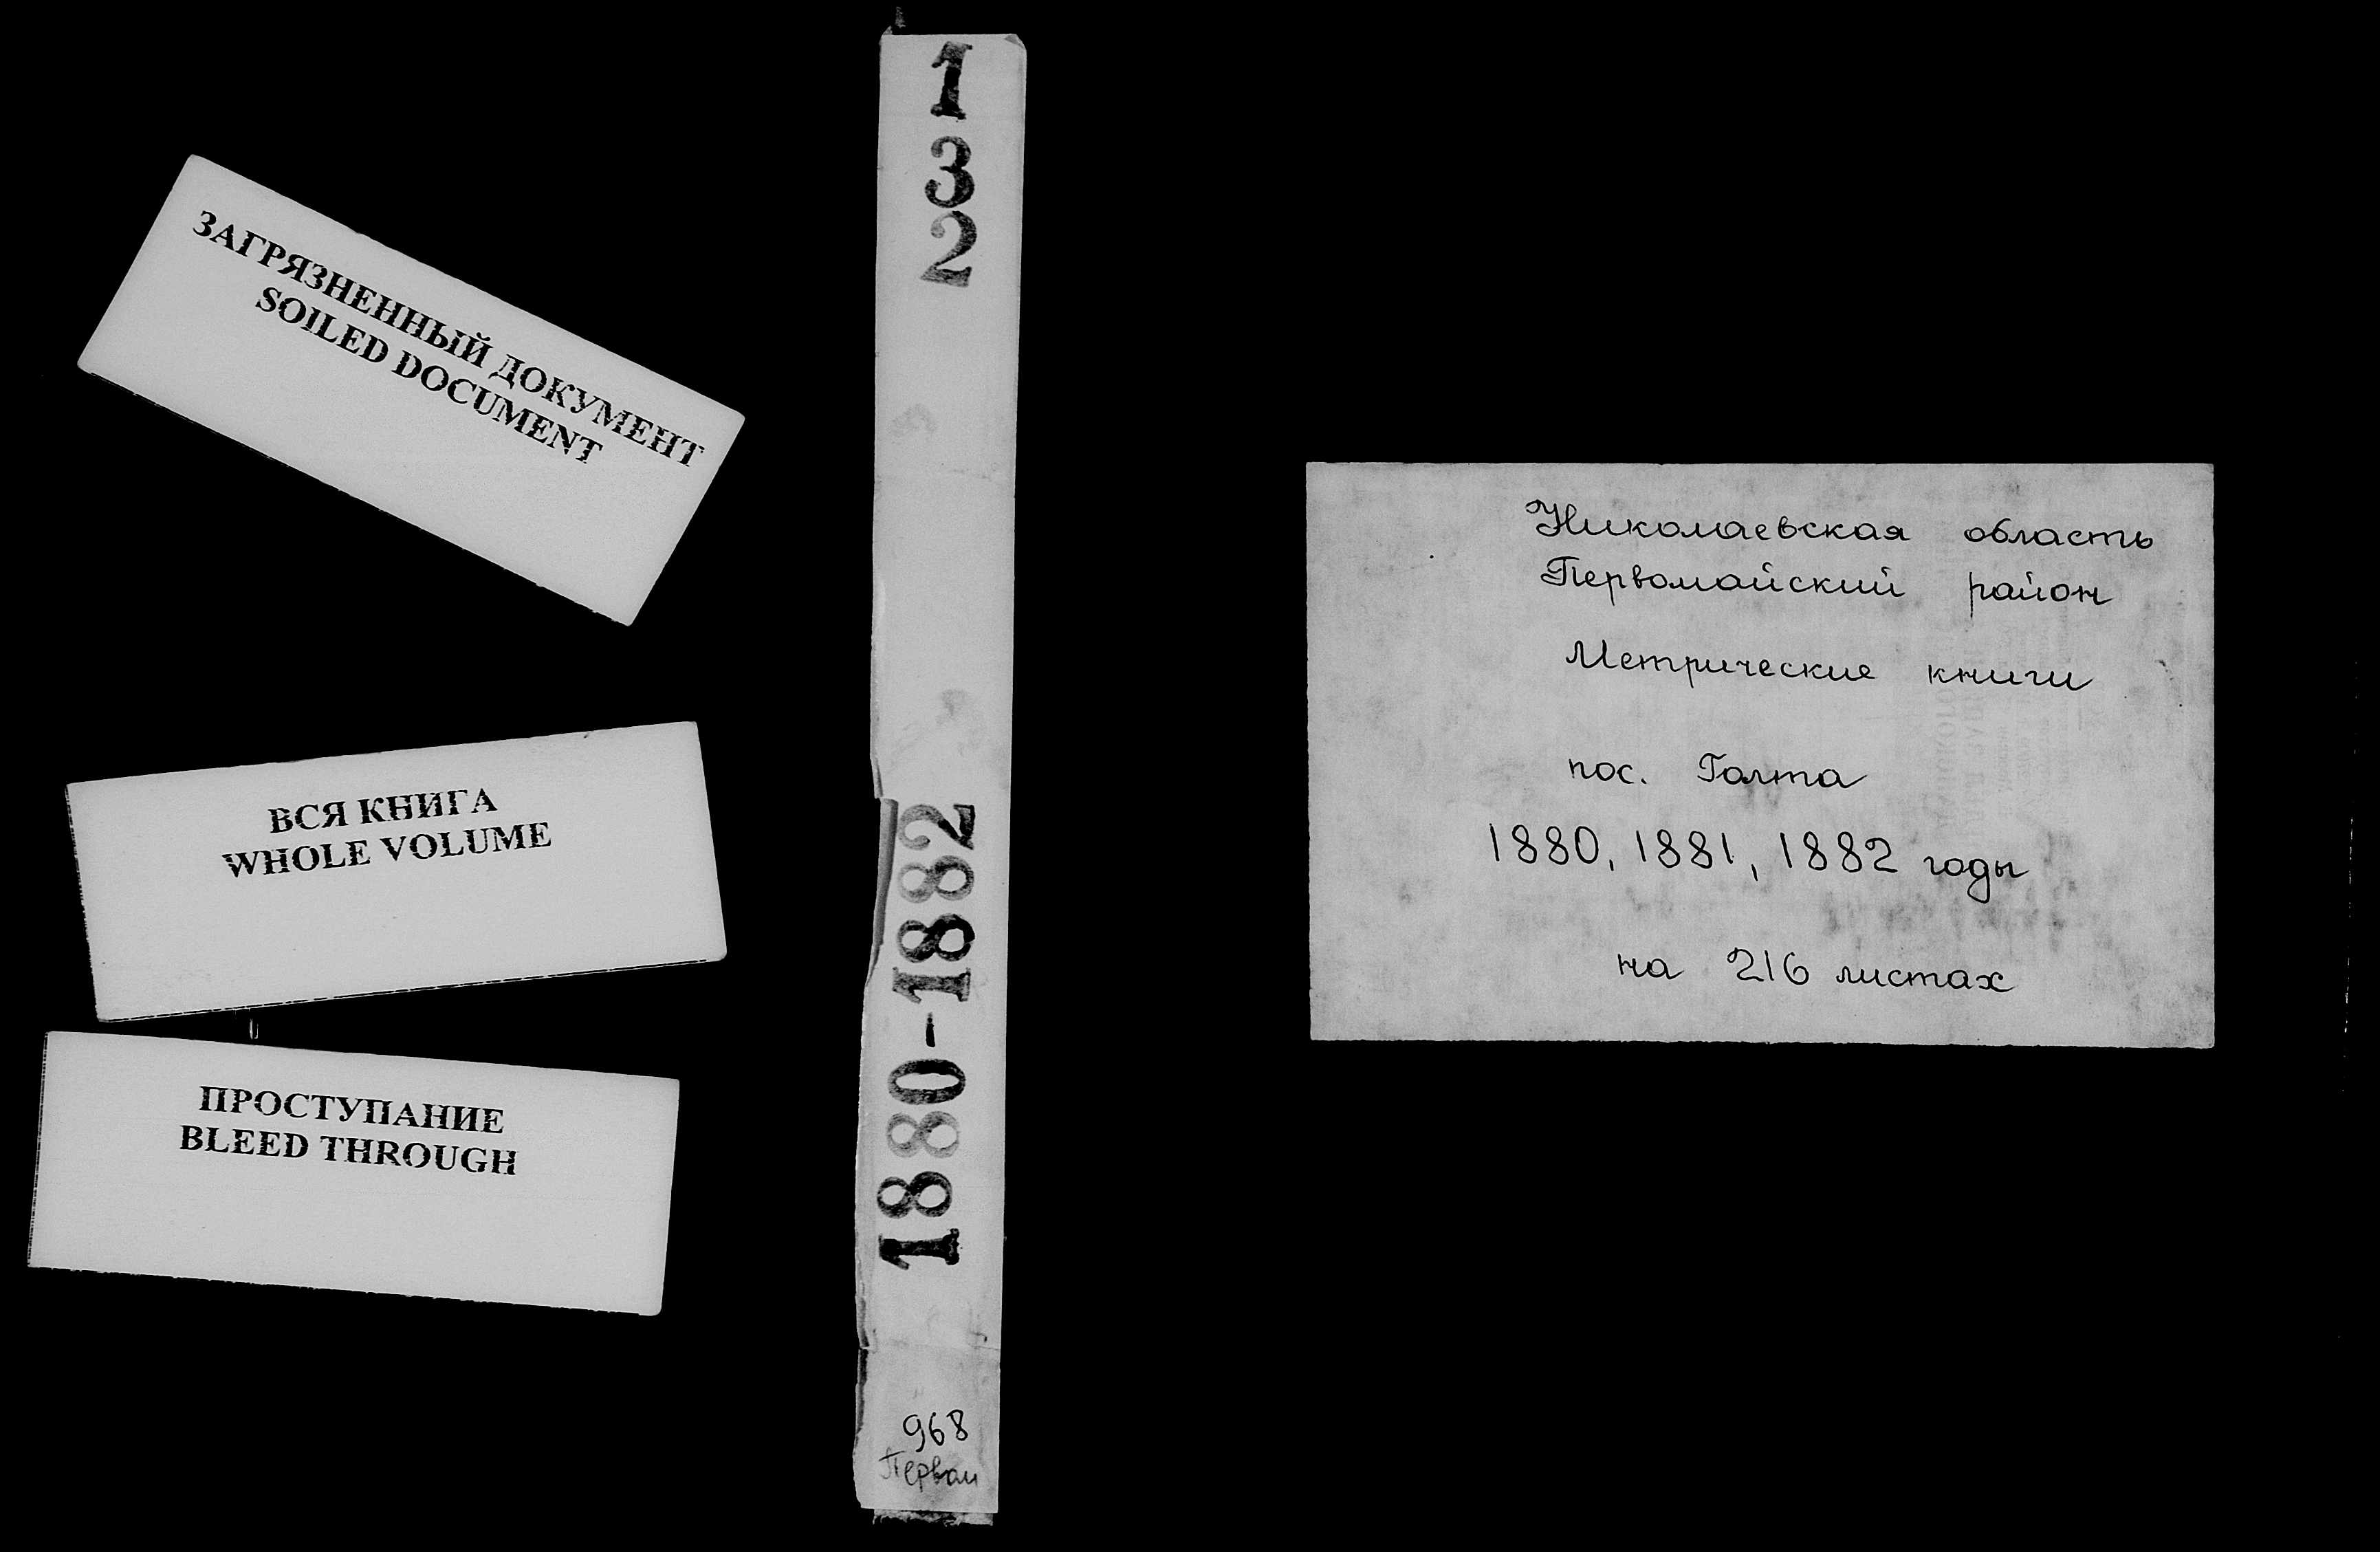 ЗАГРЯЗНЕННЫЙ ДОКУМЕНТ
SOILED DOCUMENT
ВСЯ КНИГА
WHOLE VOLUME
ПРОСТУПАНИЕ
BLEED THROUGH
1
3
2
1880-1882
968
Первом
Николаевская область
Первомайский район
Метрические книги
пос. Голта
1880, 1881, 1882 годы
на 216 листах